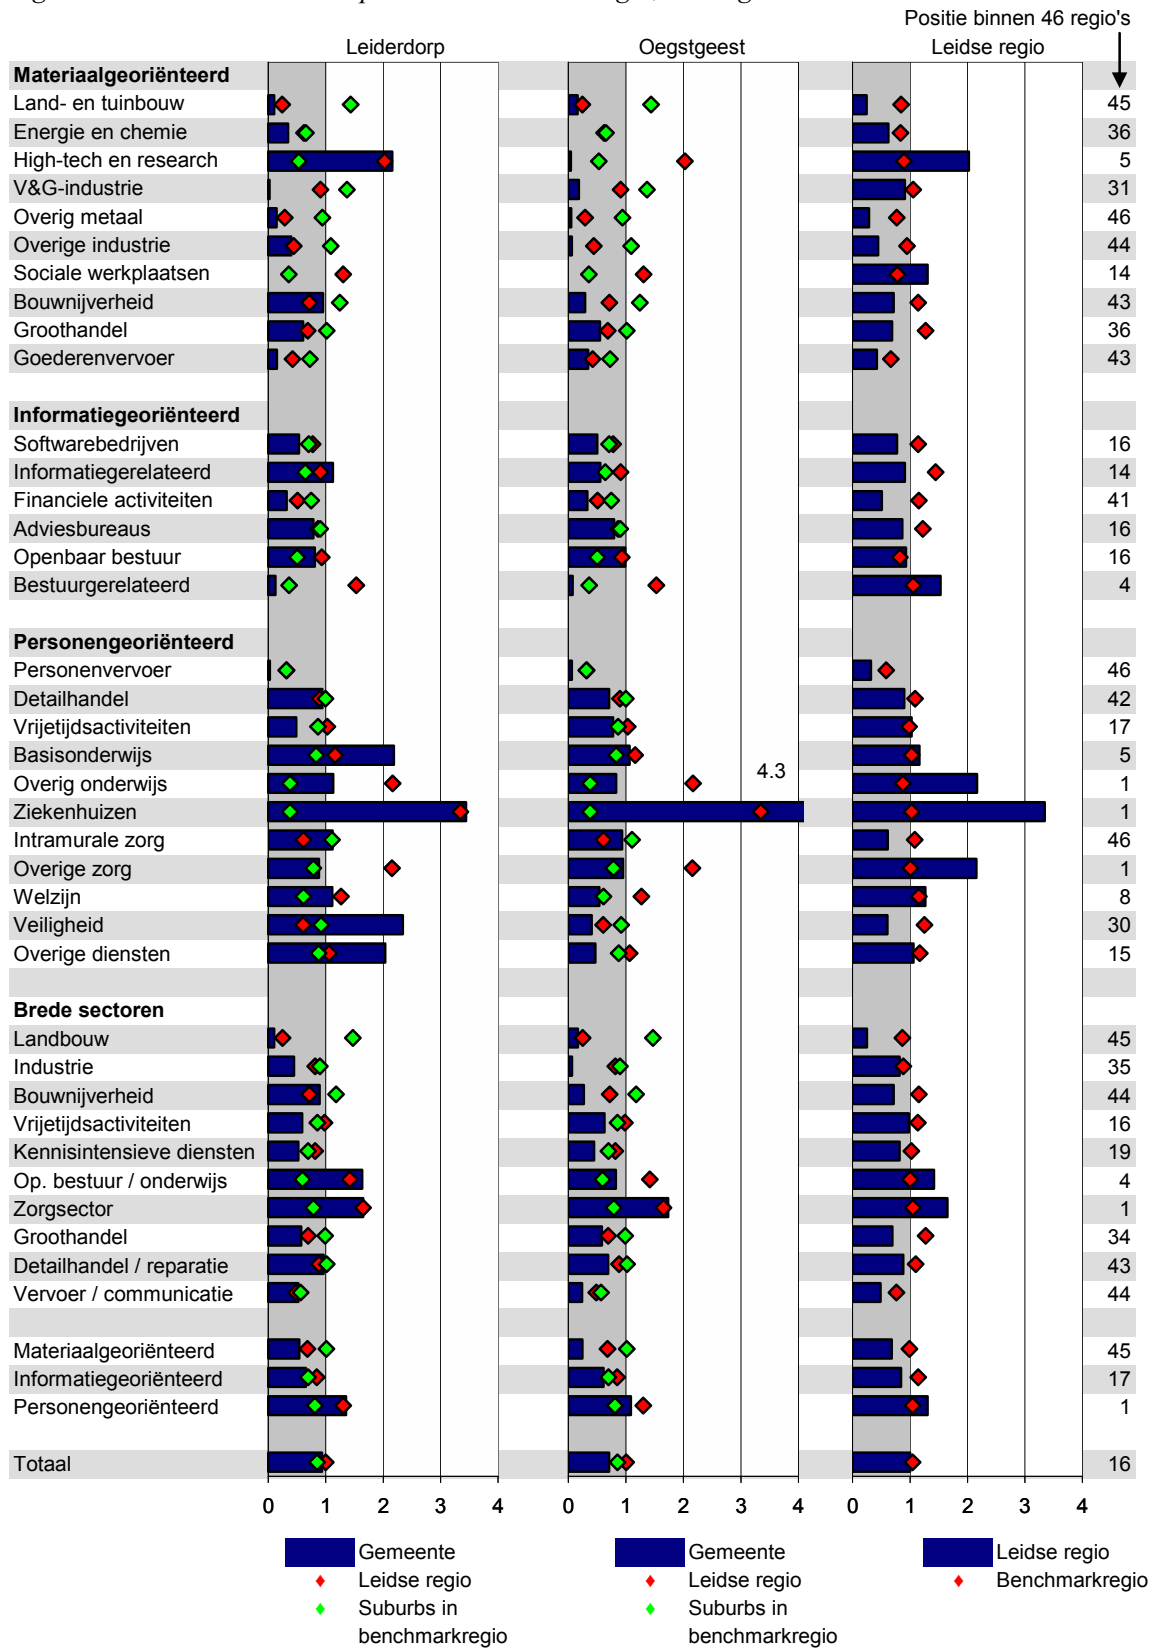 Positie binnen 46 regio's
Leiderdorp Oegstgeest Leidse regio
Materiaalgeoriënteerd
Land- en tuinbouw 45
Energie en chemie 36
High-tech en research 5
V&G-industrie 31
Overig metaal 46
Overige industrie 44
Sociale werkplaatsen 14
Bouwnijverheid 43
Groothandel 36
Goederenvervoer 43
Informatiegeoriënteerd
Softwarebedrijven 16
Informatiegerelateerd 14
Financiele activiteiten 41
Adviesbureaus 16
Openbaar bestuur 16
Bestuurgerelateerd 4
Personengeoriënteerd
Personenvervoer 46
Detailhandel 42
Vrijetijdsactiviteiten 17
Basisonderwijs 5
4.3
Overig onderwijs 1
Ziekenhuizen 1
Intramurale zorg 46
Overige zorg 1
Welzijn 8
Veiligheid 30
Overige diensten 15
Brede sectoren
Landbouw 45
Industrie 35
Bouwnijverheid 44
Vrijetijdsactiviteiten 16
Kennisintensieve diensten 19
Op. bestuur / onderwijs 4
Zorgsector 1
Groothandel 34
Detailhandel / reparatie 43
Vervoer / communicatie 44
Materiaalgeoriënteerd 45
Informatiegeoriënteerd 17
Personengeoriënteerd 1
Totaal 16
0 1 2 3 4 0 1 2 3 4 0 1 2 3 4
Gemeente Gemeente Leidse regio
Leidse regio Leidse regio Benchmarkregio
Suburbs in Suburbs in
benchmarkregio benchmarkregio